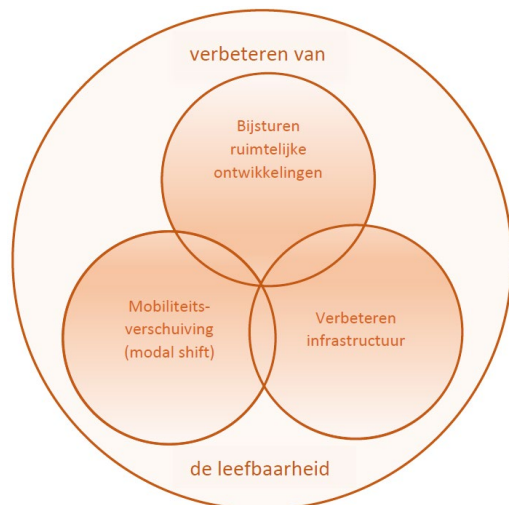 verbeteren van
Bijsturen
ruimtelijke
ontwikkelingen
Mobiliteits-
verschuiving
(modal shift)
Verbeteren
infrastructuur
de leefbaarheid